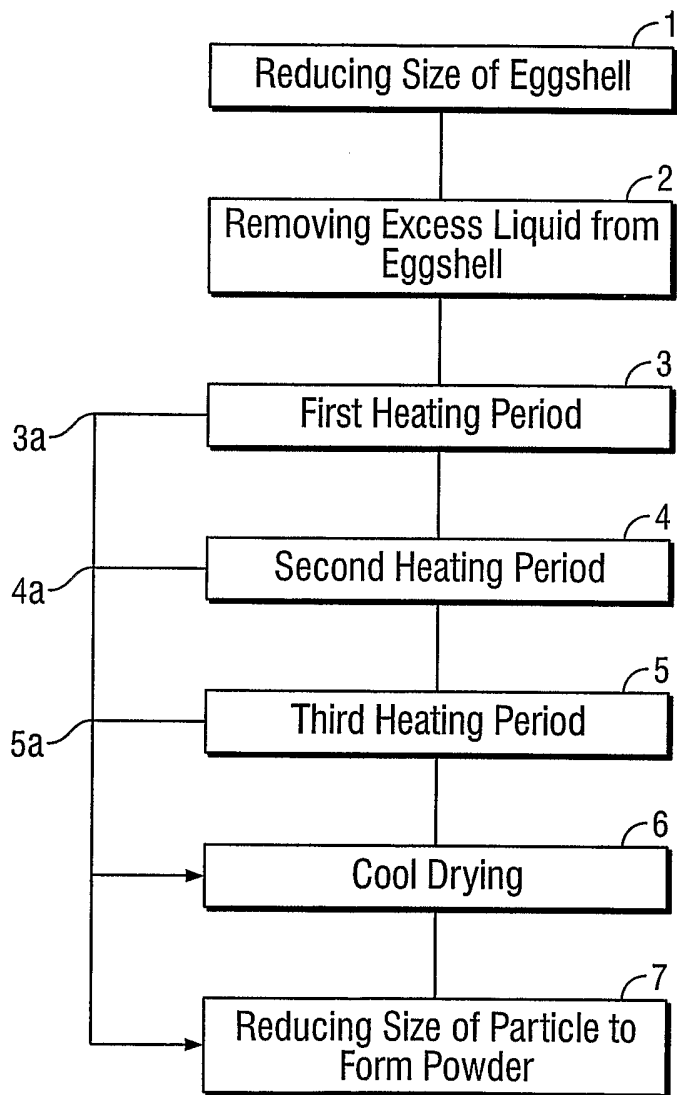 1
Reducing Size of Eggshell
2
Removing Excess Liquid from
Eggshell
3
First Heating Period
3a
4
Second Heating Period
4a
5
Third Heating Period
5a
6
Cool Drying
7
Reducing Size of Particle to
Form Powder